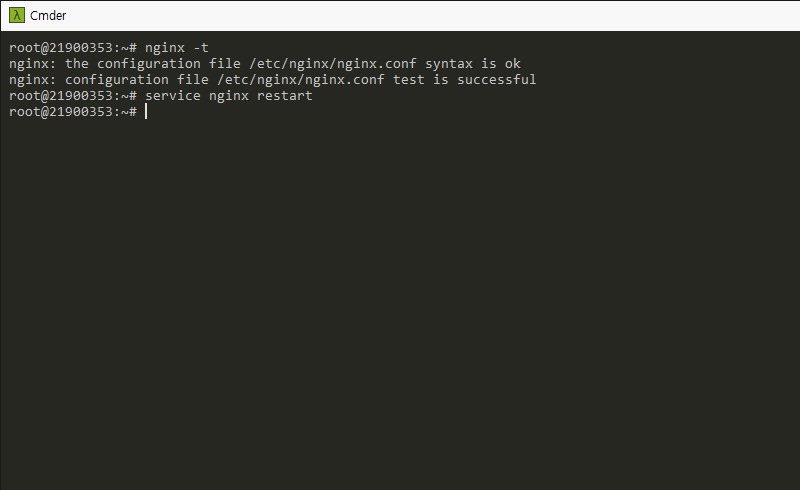 λ Cmder
root@21900353:~# nginx -t
nginx: the configuration file /etc/nginx/nginx.conf syntax is ok
nginx: configuration file /etc/nginx/nginx.conf test is successful
root@21900353:~# service nginx restart
root@21900353:~#